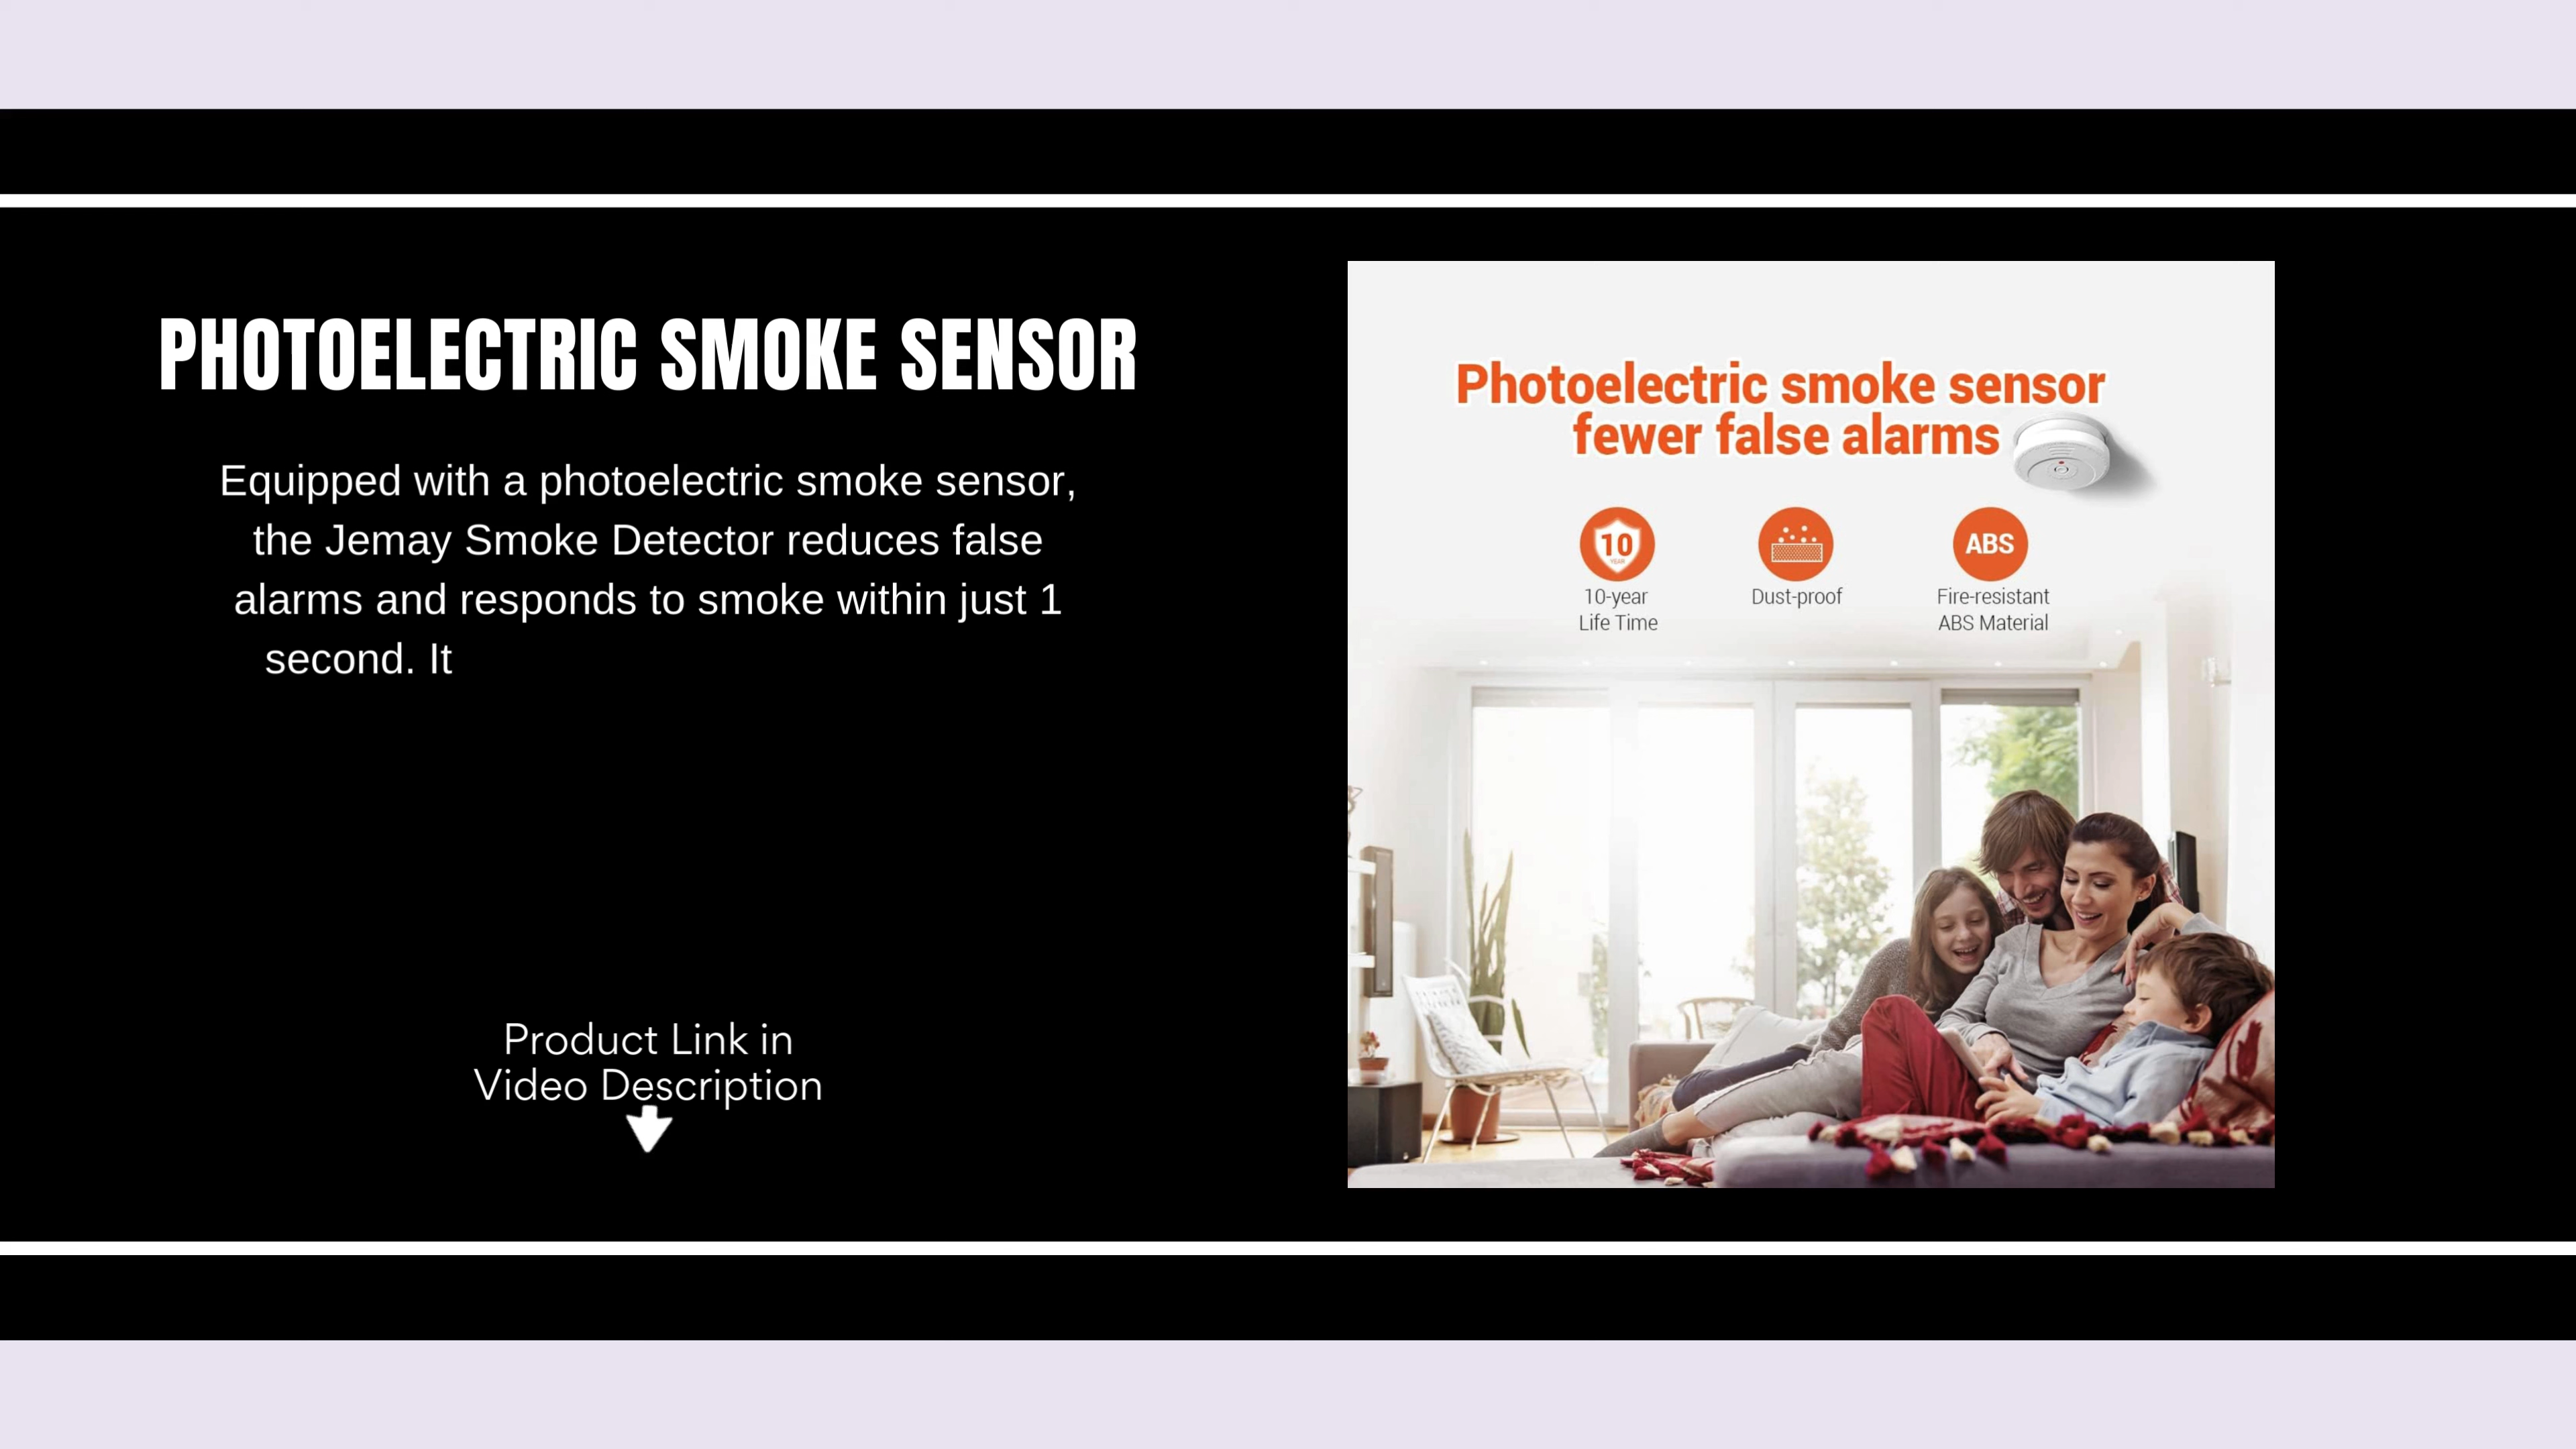 PHOTOELECTRIC SMOKE SENSOR
Equipped with a photoelectric smoke sensor,
the Jemay Smoke Detector reduces false
alarms and responds to smoke within just 1
second. It
Product Link in
Video Description
Photoelectric smoke sensor
fewer false alarms
10
YEAR
10-year
Life Time
Dust-proof
ABS
Fire-resistant
ABS Material